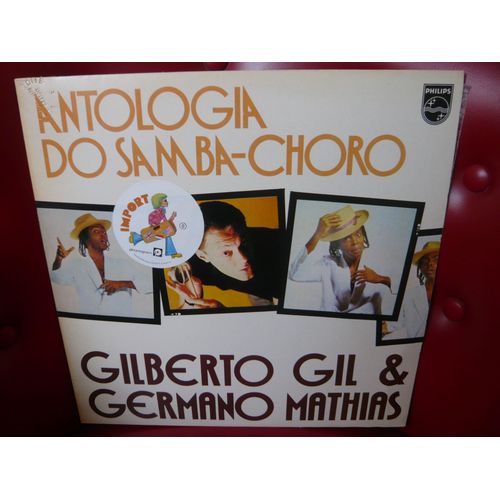 ANTOLOGIA
DO SAMBA-CHORO
PHILIPS
IMPORT
GILBERTO GIL &
GERMANO MATHIAS